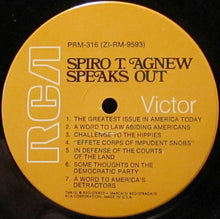 PRM-316 (ZI-RM-9593)
SPIRO T. AGNEW
SPEAKS OUT
RCA
Victor
1. THE GREATEST ISSUE IN AMERICA TODAY
2. A WORD TO LAW ABIDING AMERICANS
3. CHALLENGE TO THE HIPPIES
4. "EFFETE CORPS OF IMPUDENT SNOBS"
5. IN DEFENSE OF THE COURTS
OF THE LAND
6. SOME THOUGHTS ON THE
DEMOCRATIC PARTY
7. A WORD TO AMERICA'S
DETRACTORS